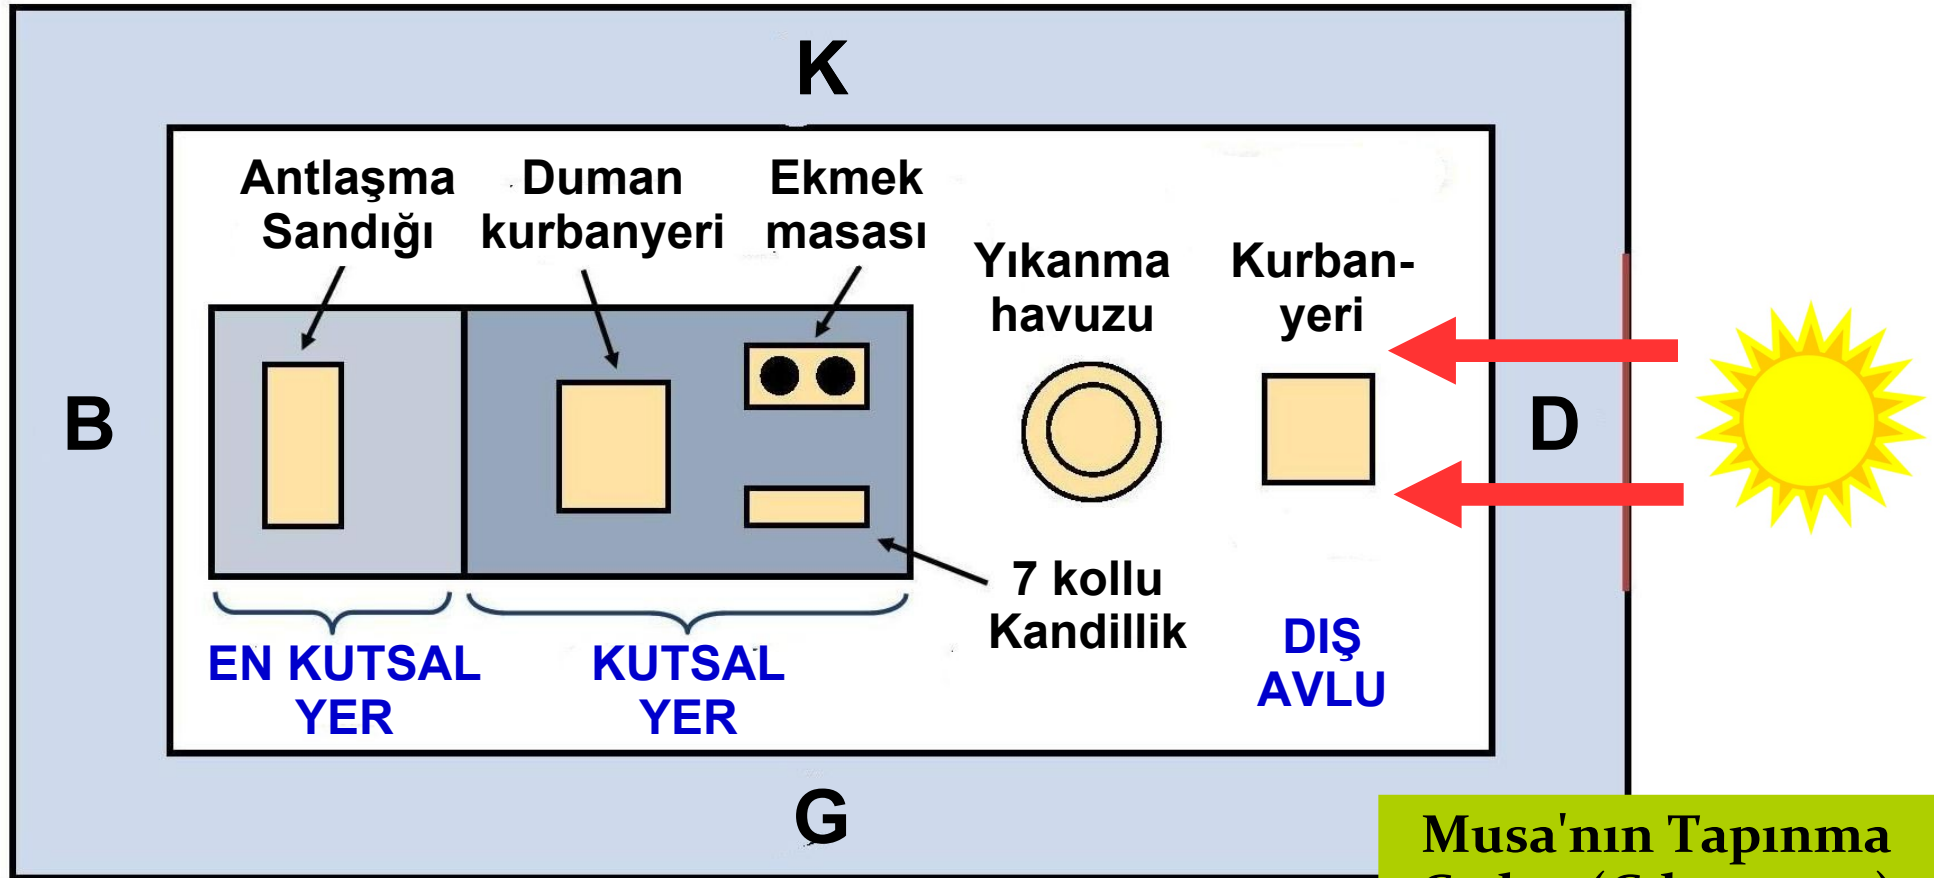 K
Antlaşma
Sandığı
Duman
kurbanyeri
Ekmek
masası
Yıkanma
havuzu
Kurban-
yeri
B
D
7 kollu
Kandillik
EN KUTSAL
YER
KUTSAL
YER
DIŞ
AVLU
G
Musa'nın Tapınma